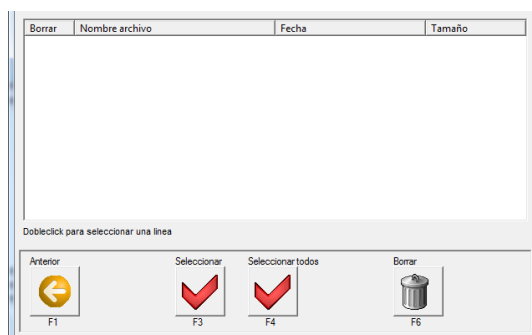 Borrar Nombre archivo Fecha Tamaño
Dobleclick para seleccionar una linea
Anterior Seleccionar Seleccionar todos Borrar
F1 F3 F4 F6